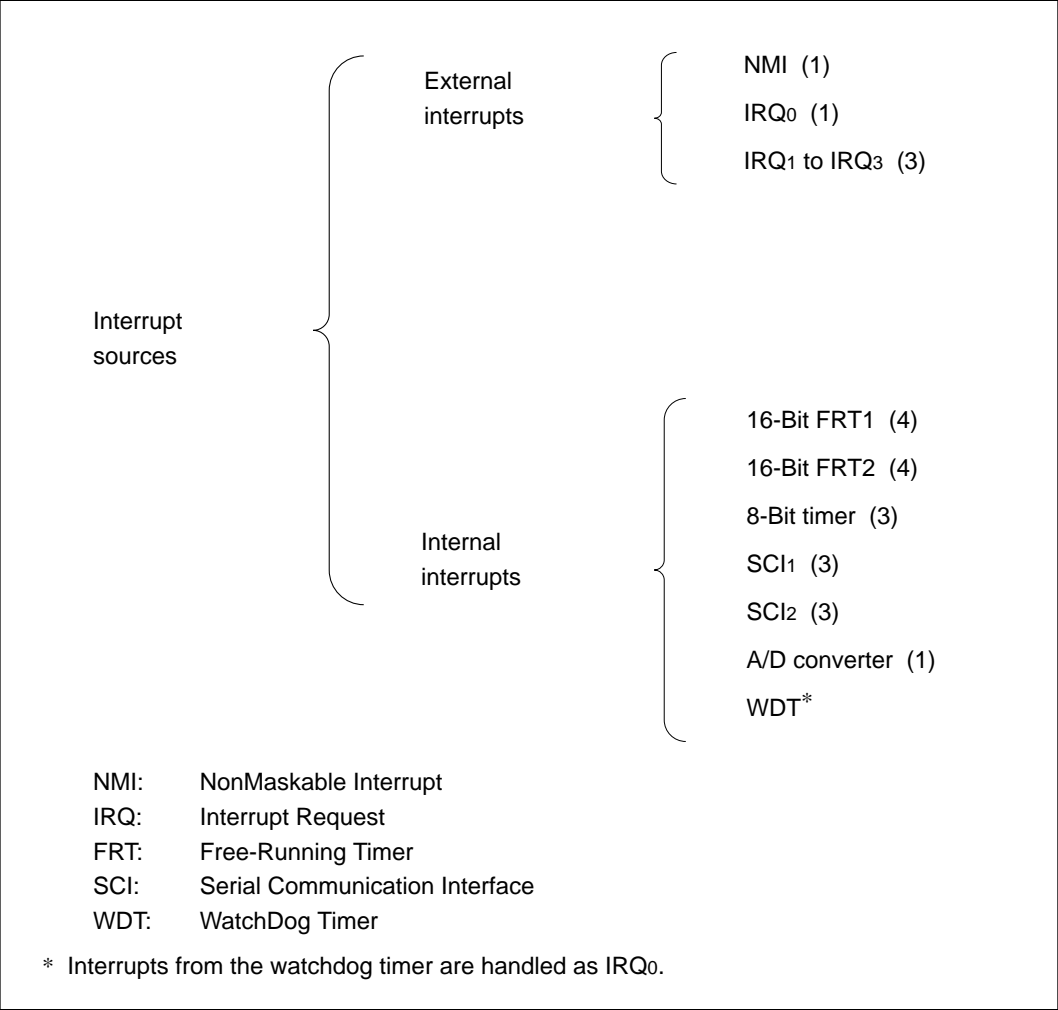 External
interrupts
NMI (1)
IRQ0 (1)
IRQ1 to IRQ3 (3)
Interrupt
sources
Internal
interrupts
16-Bit FRT1 (4)
16-Bit FRT2 (4)
8-Bit timer (3)
SCI1 (3)
SCI2 (3)
A/D converter (1)
WDT*
NMI: NonMaskable Interrupt
IRQ: Interrupt Request
FRT: Free-Running Timer
SCI: Serial Communication Interface
WDT: WatchDog Timer
* Interrupts from the watchdog timer are handled as IRQ0.